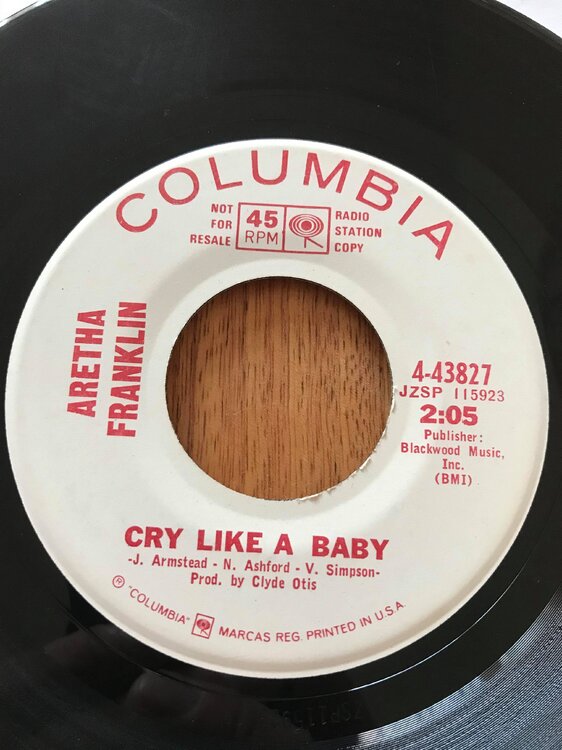 COLUMBIA
NOT
FOR
RESALE
45
RPM
RADIO
STATION
COPY
ARETHA
FRANKLIN
4-43827
JZSP 115923
2:05
Publisher:
Blackwood Music,
Inc.
(BMI)
CRY LIKE A BABY
-J. Armstead - N. Ashford - V. Simpson-
Prod. by Clyde Otis
℗ "COLUMBIA" MARCAS REG. PRINTED IN U.S.A.